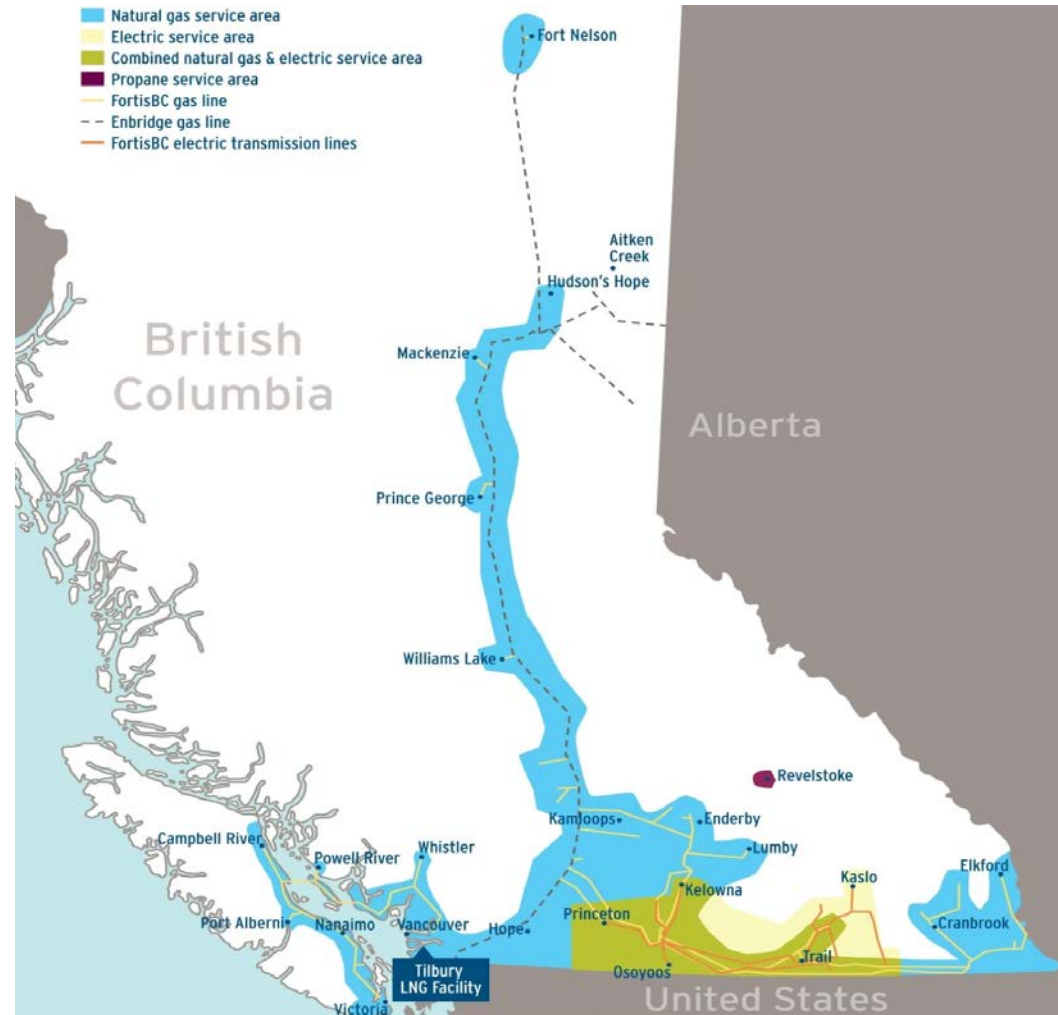 Natural gas service area
Electric service area
Combined natural gas & electric service area
Propane service area
FortisBC gas line
Enbridge gas line
FortisBC electric transmission lines
Fort Nelson
Aitken
Creek
Hudson's Hope
British
Columbia
Mackenzie
Alberta
Prince George
Williams Lake
Revelstoke
Kamloops
Enderby
Campbell River
Whistler
Lumby
Powell River
Elkford
Kaslo
Kelowna
Port Alberni
Nanaimo
Vancouver
Hope
Princeton
Cranbrook
Trail
Osoyoos
Tilbury
LNG Facility
Victoria
United States